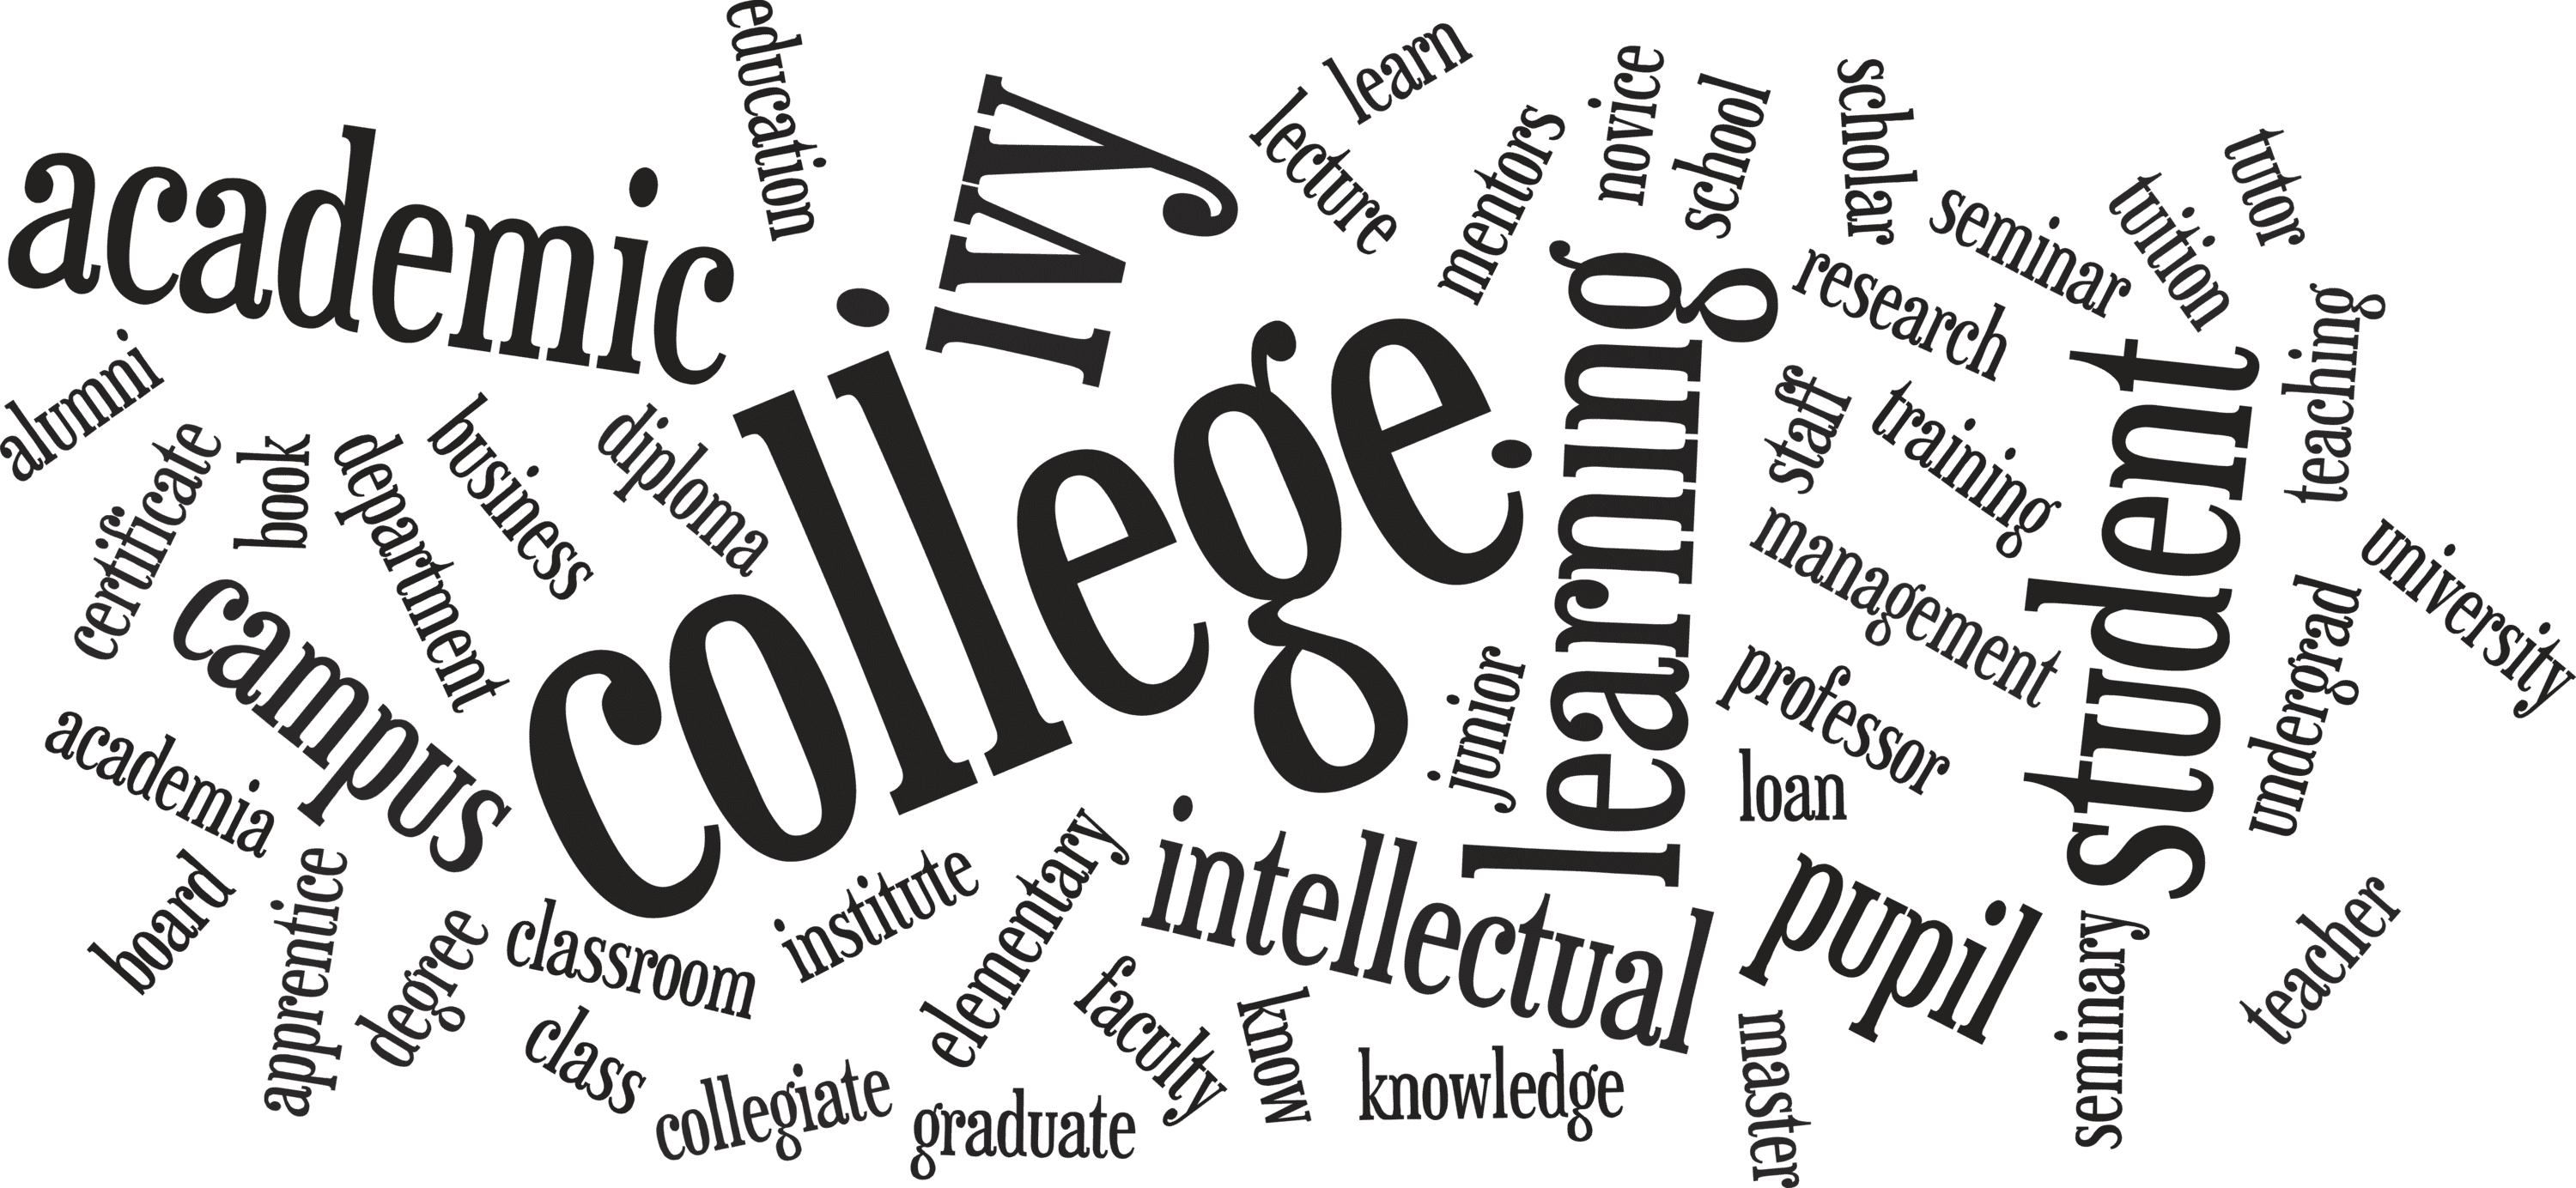 education
academic
ivy
learn
lecture
mentors
novice
school
scholar
seminar
tuition
tutor
research
teaching
alumni
certificate
book
department
business
diploma
college
learning
staff
training
student
management
university
undergrad
campus
academia
junior
professor
loan
board
apprentice
degree
classroom
institute
elementary
intellectual
pupil
seminary
teacher
class
collegiate
graduate
faculty
know
knowledge
master